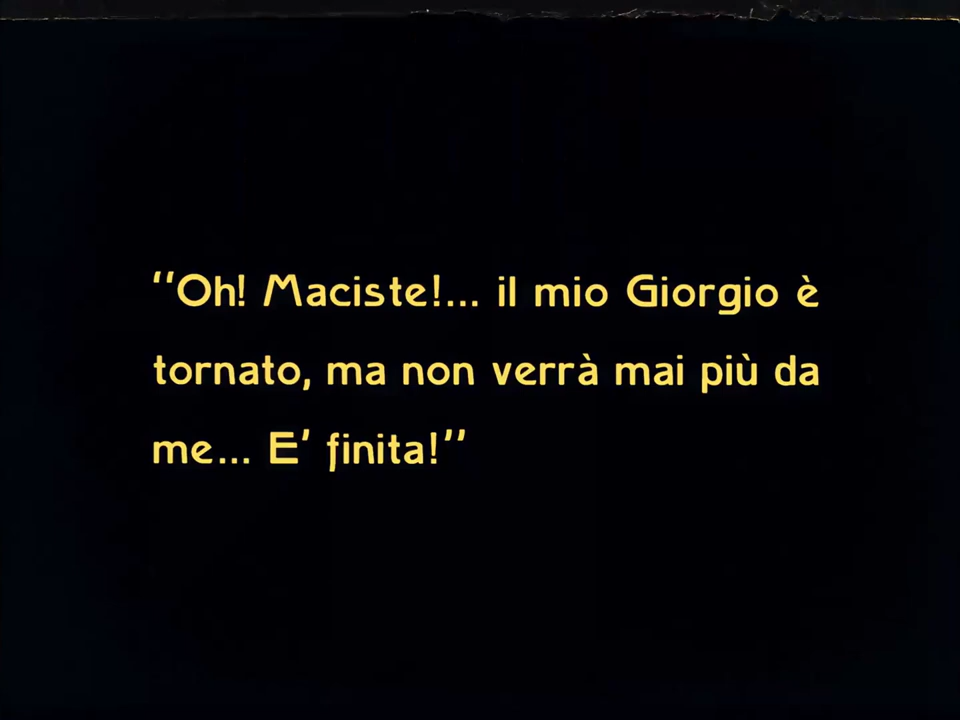 "Oh! Maciste!... il mio Giorgio è
tornato, ma non verrà mai più da
me... E' finita!"